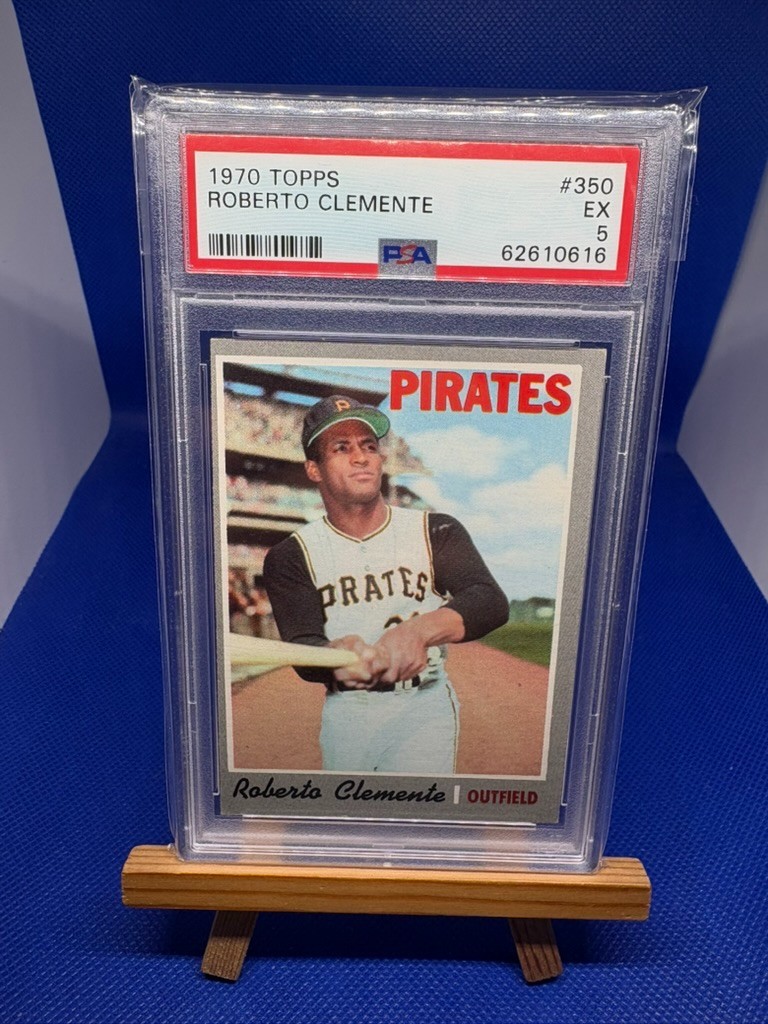 1970 TOPPS
#350
ROBERTO CLEMENTE
EX
5
PSA
62610616
PIRATES
P
PIRATES
Roberto Clemente
OUTFIELD